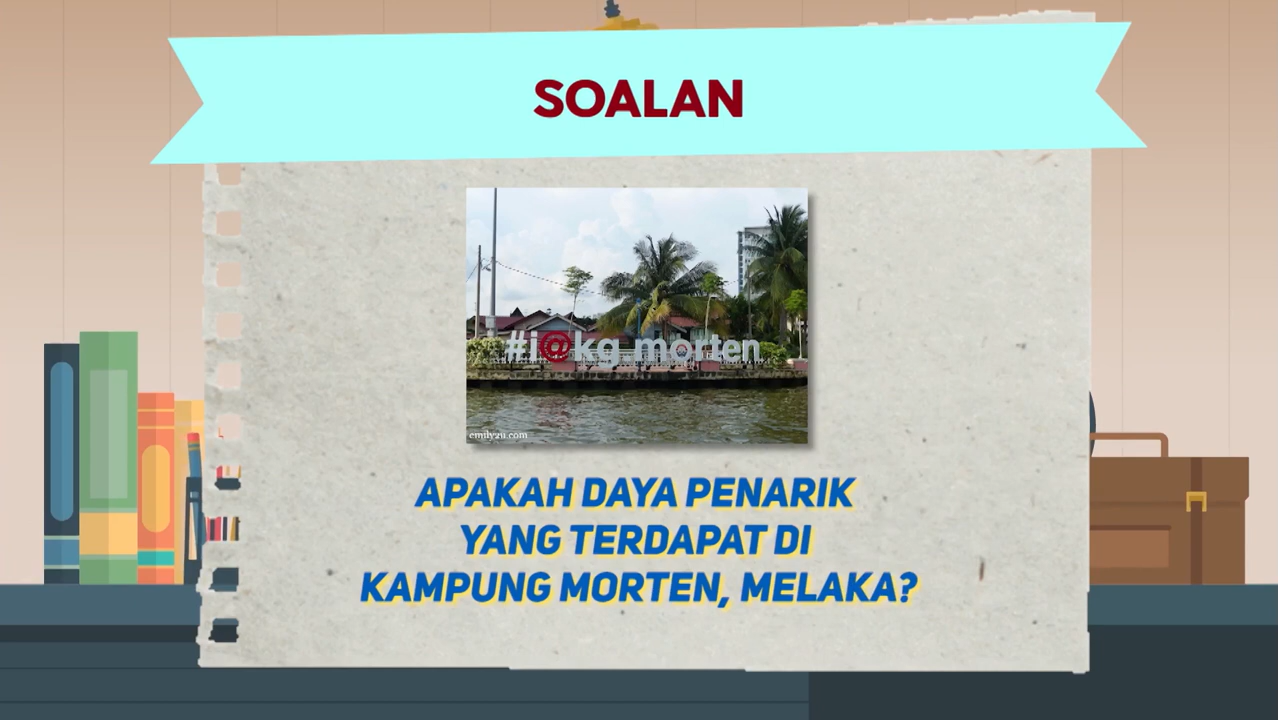 SOALAN
#i@kg morten
emily2u.com
APAKAH DAYA PENARIK
YANG TERDAPAT DI
KAMPUNG MORTEN, MELAKA?